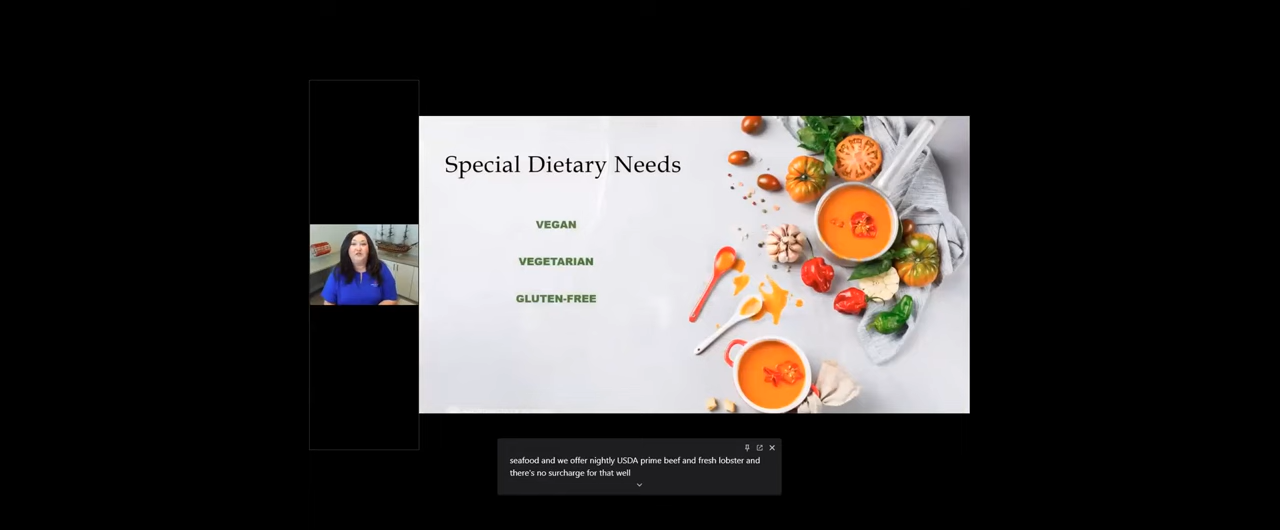 Special Dietary Needs
VEGAN
VEGETARIAN
GLUTEN-FREE
seafood and we offer nightly USDA prime beef and fresh lobster and
there's no surcharge for that well